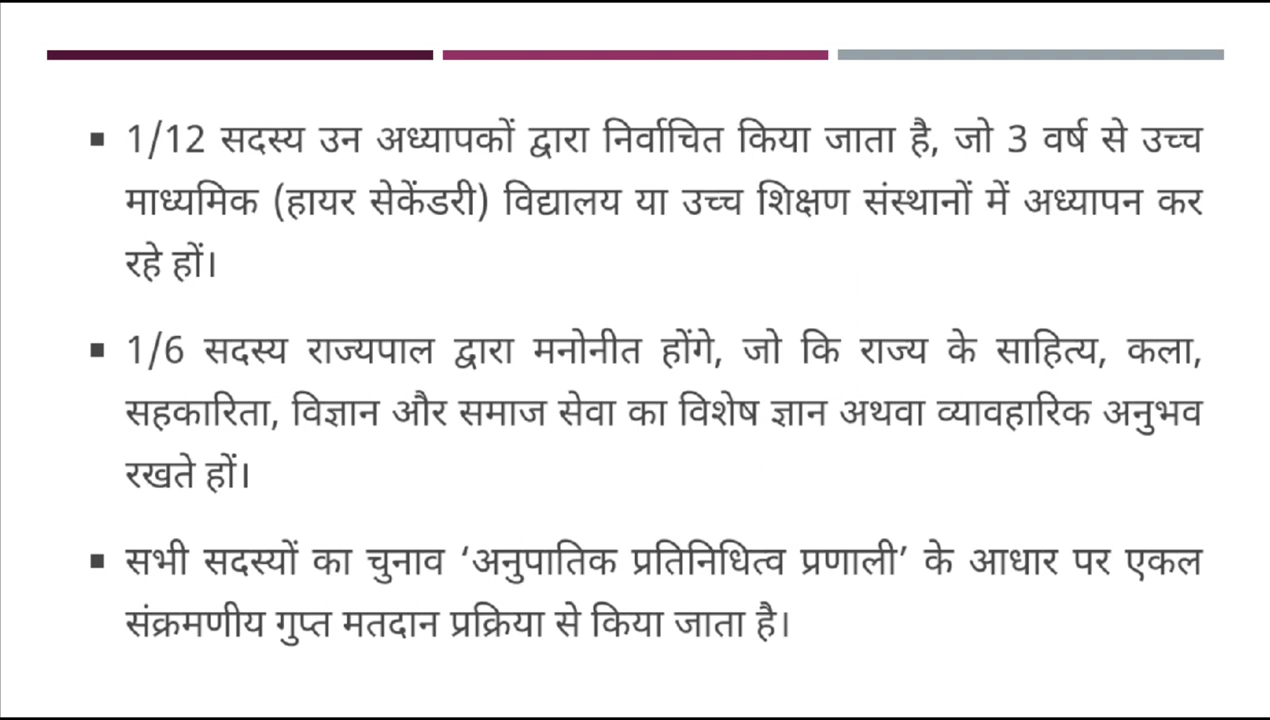 ▪ 1/12 सदस्य उन अध्यापकों द्वारा निर्वाचित किया जाता है, जो 3 वर्ष से उच्च
माध्यमिक (हायर सेकेंडरी) विद्यालय या उच्च शिक्षण संस्थानों में अध्यापन कर
रहे हों।
▪ 1/6 सदस्य राज्यपाल द्वारा मनोनीत होंगे, जो कि राज्य के साहित्य, कला,
सहकारिता, विज्ञान और समाज सेवा का विशेष ज्ञान अथवा व्यावहारिक अनुभव
रखते हों।
▪ सभी सदस्यों का चुनाव ‘अनुपातिक प्रतिनिधित्व प्रणाली’ के आधार पर एकल
संक्रमणीय गुप्त मतदान प्रक्रिया से किया जाता है।